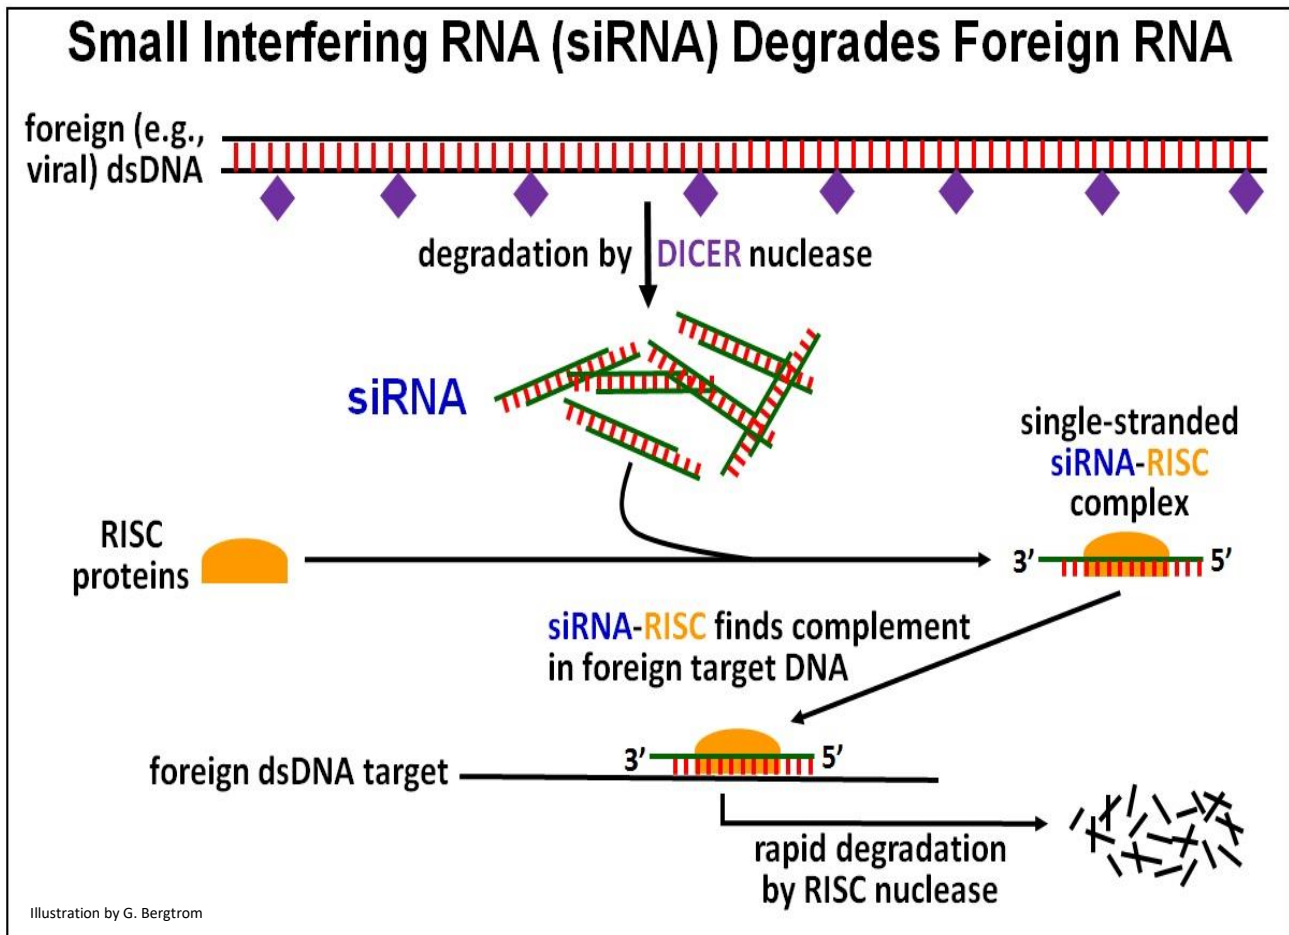 Small Interfering RNA (siRNA) Degrades Foreign RNA
foreign (e.g.,
viral) dsDNA
degradation by DICER nuclease
siRNA
single-stranded
siRNA-RISC
complex
RISC
proteins
3’ 5’
siRNA-RISC finds complement
in foreign target DNA
3’ 5’
foreign dsDNA target
rapid degradation
by RISC nuclease
Illustration by G. Bergtrom